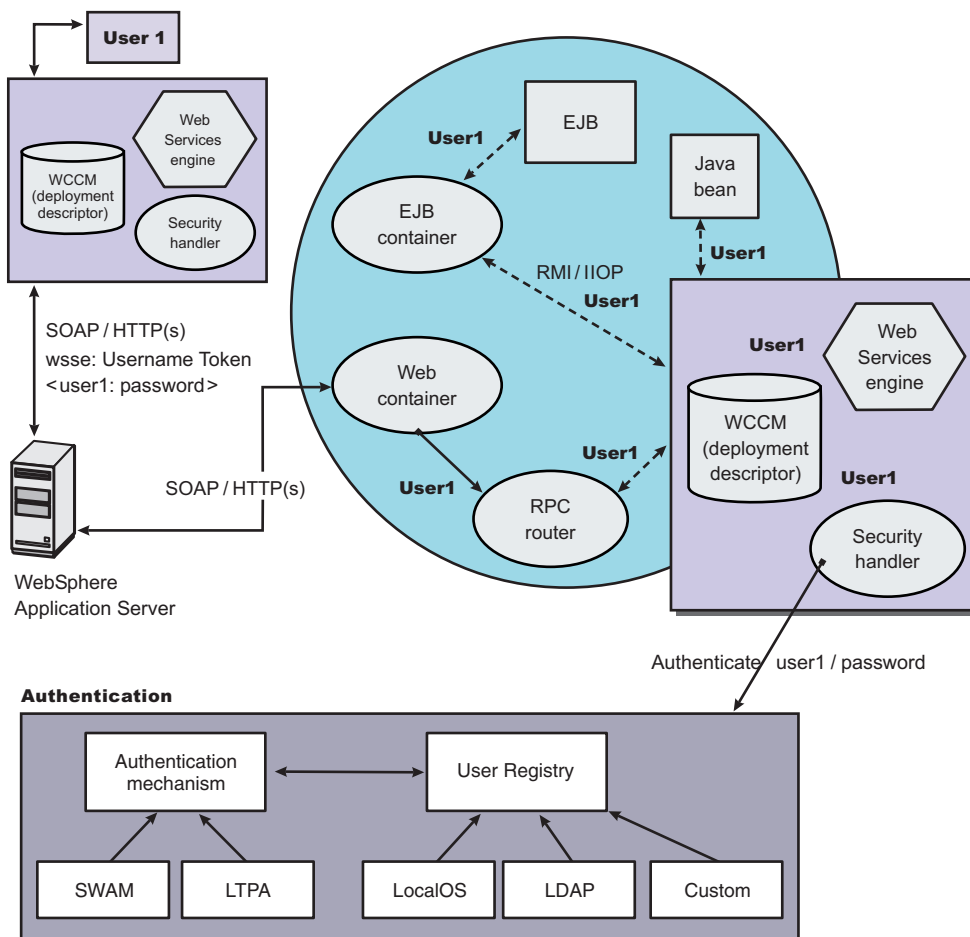 User 1
Web
Services
engine
WCCM
(deployment
descriptor)
Security
handler
SOAP / HTTP(s)
wsse: Username Token
<user1: password>
WebSphere
Application Server
SOAP / HTTP(s)
EJB
User1
EJB
container
Java
bean
User1
RMI / IIOP
User1
Web
container
User1
RPC
router
User1
User1
Web
Services
engine
WCCM
(deployment
descriptor)
User1
Security
handler
Authenticate user1 / password
Authentication
Authentication
mechanism
User Registry
SWAM
LTPA
LocalOS
LDAP
Custom